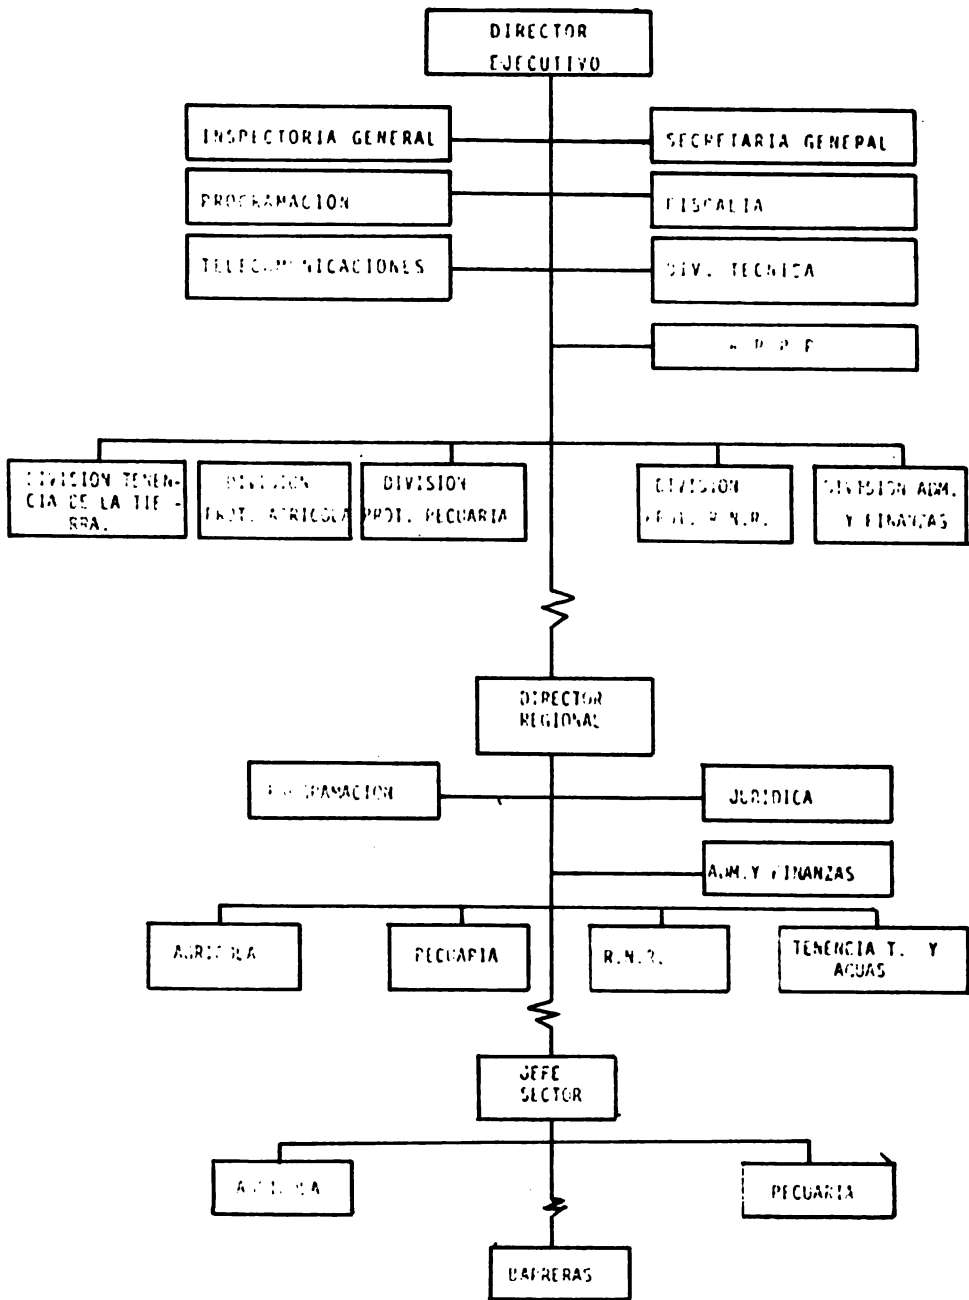 DIRECTOR
EJECUTIVO
INSPECTORIA GENERAL
SECRETARIA GENERAL
PROGRAMACION
FISCALIA
TELECOMUNICACIONES
DIV. TECNICA
DIVISION TENEN-
CIA DE LA TIE -
RRA.
DIVISION
PROT. AGRICOLA
DIVISION
PROT. PECUARIA
DIVISION
R.N.R.
DIVISION ADM.
Y FINANZAS
DIRECTOR
REGIONAL
PROGRAMACION
JURIDICA
ADM.Y FINANZAS
AGRICOLA
PECUARIA
R.N.R.
TENENCIA T. Y
AGUAS
JEFE
SECTOR
AGRICOLA
PECUARIA
BARRERAS